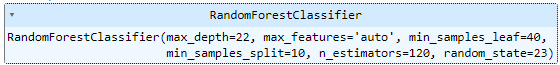 RandomForestClassifier
RandomForestClassifier(max_depth=22, max_features='auto', min_samples_leaf=40,
min_samples_split=10, n_estimators=120, random_state=23)